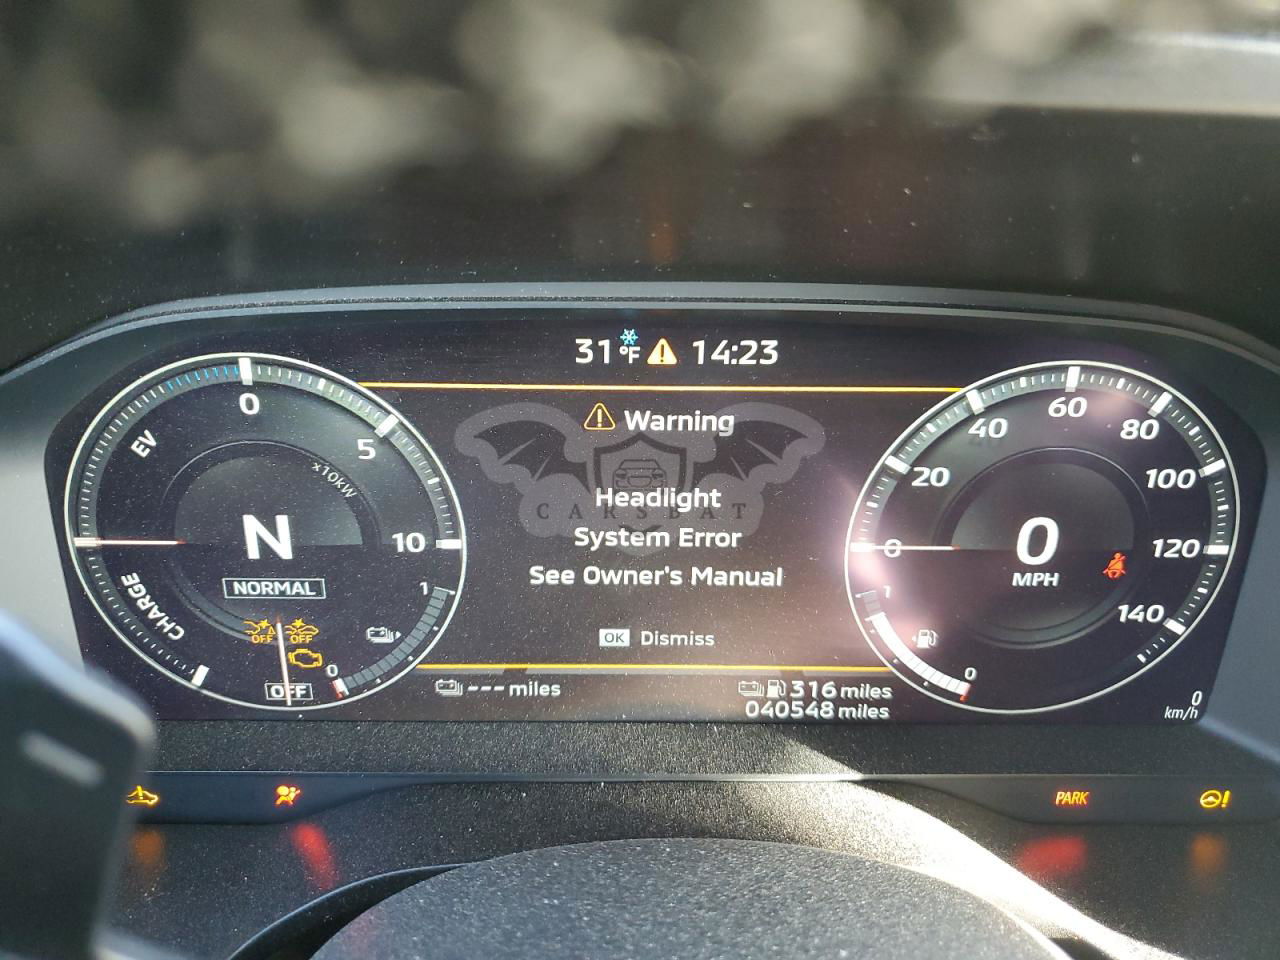 31 °F 14:23
Warning
Headlight
System Error
See Owner's Manual
OK Dismiss
CARSBAT
EV
0
5
10
x10kW
N
NORMAL
CHARGE
OFF OFF
OFF
1
0
--- miles
316 miles
040548 miles
0
20
40
60
80
100
120
140
0
MPH
1
0
0
km/h
PARK